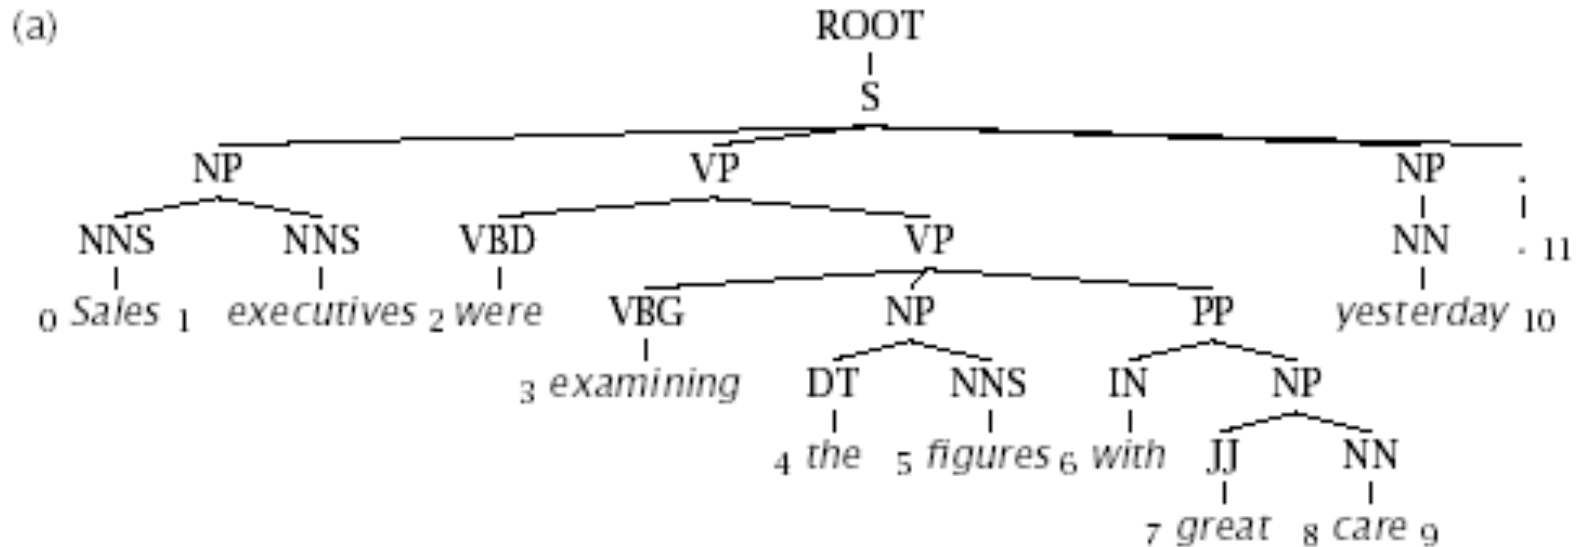 (a) ROOT
S
NP VP NP .
NNS NNS VBD VP NN . 11
0 Sales 1 executives 2 were VBG NP PP yesterday 10
3 examining DT NNS IN NP
4 the 5 figures 6 with JJ NN
7 great 8 care 9